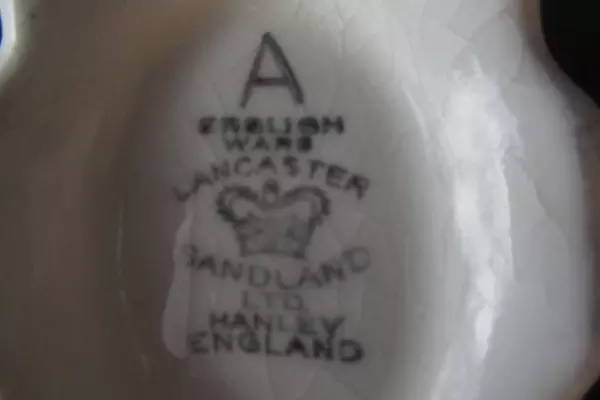 A
ENGLISH
WARE
LANCASTER
SANDLAND
LTD.
HANLEY
ENGLAND